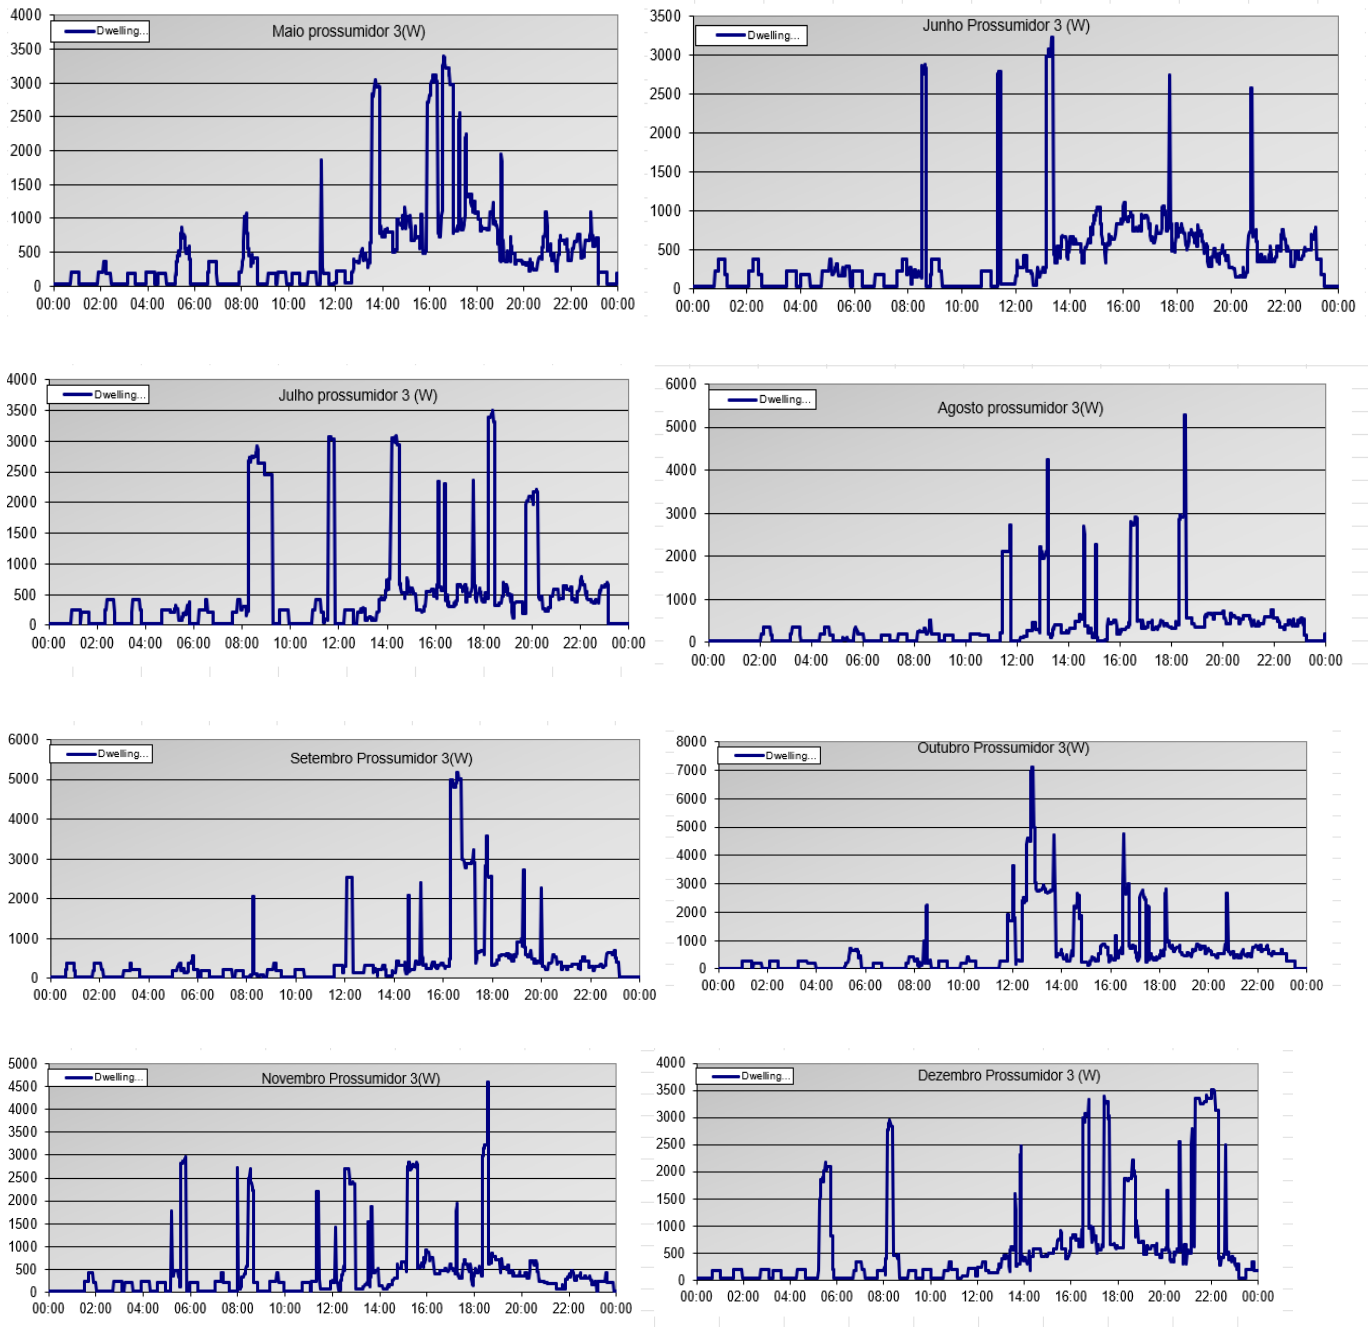 Maio prossumidor 3(W)
Dwelling...
4000
3500
3000
2500
2000
1500
1000
500
0
00:00 02:00 04:00 06:00 08:00 10:00 12:00 14:00 16:00 18:00 20:00 22:00 00:00
Junho Prossumidor 3 (W)
Dwelling...
3500
3000
2500
2000
1500
1000
500
0
00:00 02:00 04:00 06:00 08:00 10:00 12:00 14:00 16:00 18:00 20:00 22:00 00:00
Julho prossumidor 3 (W)
Dwelling...
4000
3500
3000
2500
2000
1500
1000
500
0
00:00 02:00 04:00 06:00 08:00 10:00 12:00 14:00 16:00 18:00 20:00 22:00 00:00
Agosto prossumidor 3(W)
Dwelling...
6000
5000
4000
3000
2000
1000
0
00:00 02:00 04:00 06:00 08:00 10:00 12:00 14:00 16:00 18:00 20:00 22:00 00:00
Setembro Prossumidor 3(W)
Dwelling...
6000
5000
4000
3000
2000
1000
0
00:00 02:00 04:00 06:00 08:00 10:00 12:00 14:00 16:00 18:00 20:00 22:00 00:00
Outubro Prossumidor 3(W)
Dwelling...
8000
7000
6000
5000
4000
3000
2000
1000
0
00:00 02:00 04:00 06:00 08:00 10:00 12:00 14:00 16:00 18:00 20:00 22:00 00:00
Novembro Prossumidor 3(W)
Dwelling...
5000
4500
4000
3500
3000
2500
2000
1500
1000
500
0
00:00 02:00 04:00 06:00 08:00 10:00 12:00 14:00 16:00 18:00 20:00 22:00 00:00
Dezembro Prossumidor 3 (W)
Dwelling...
4000
3500
3000
2500
2000
1500
1000
500
0
00:00 02:00 04:00 06:00 08:00 10:00 12:00 14:00 16:00 18:00 20:00 22:00 00:00